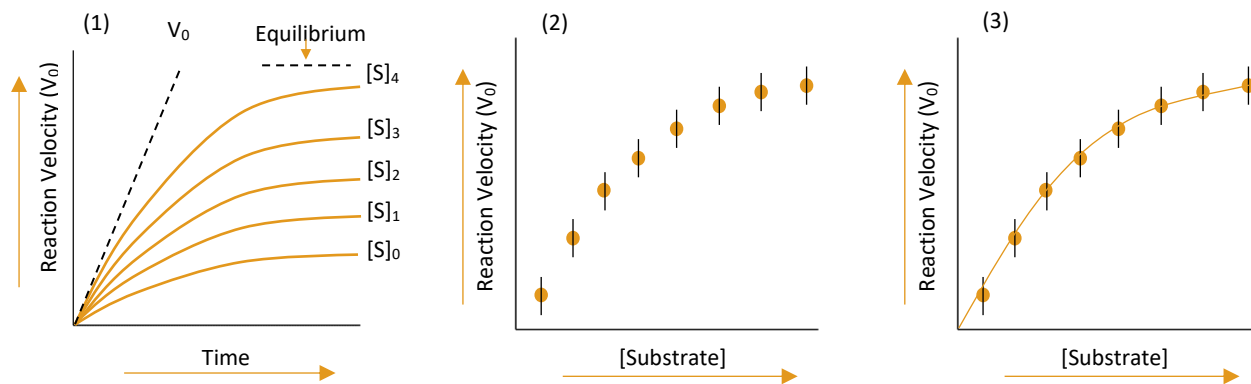 (1)
V₀
Equilibrium
Reaction Velocity (V₀)
[S]₄
[S]₃
[S]₂
[S]₁
[S]₀
Time
(2)
Reaction Velocity (V₀)
[Substrate]
(3)
Reaction Velocity (V₀)
[Substrate]